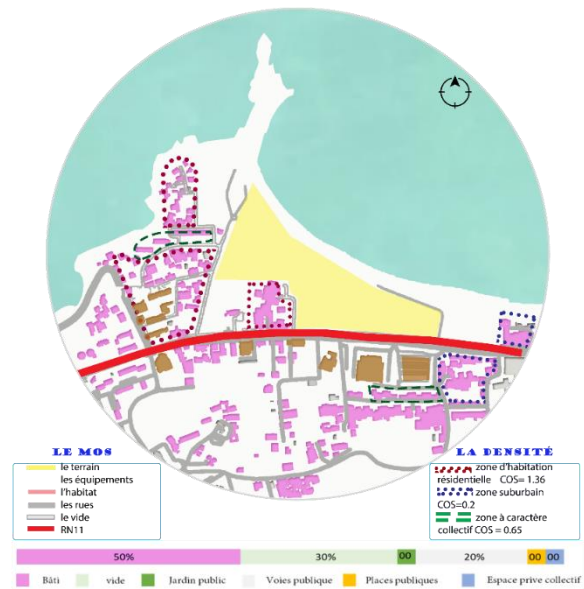 LE MOS
le terrain
les équipements
l'habitat
les rues
le vide
RN11
LA DENSITÉ
zone d'habitation
résidentielle COS= 1.36
zone suburbain
COS=0.2
zone à caractère
collectif COS = 0.65
50% 30% 00 20% 00 00
Bâti vide Jardin public Voies publique Places publiques Espace prive collectif